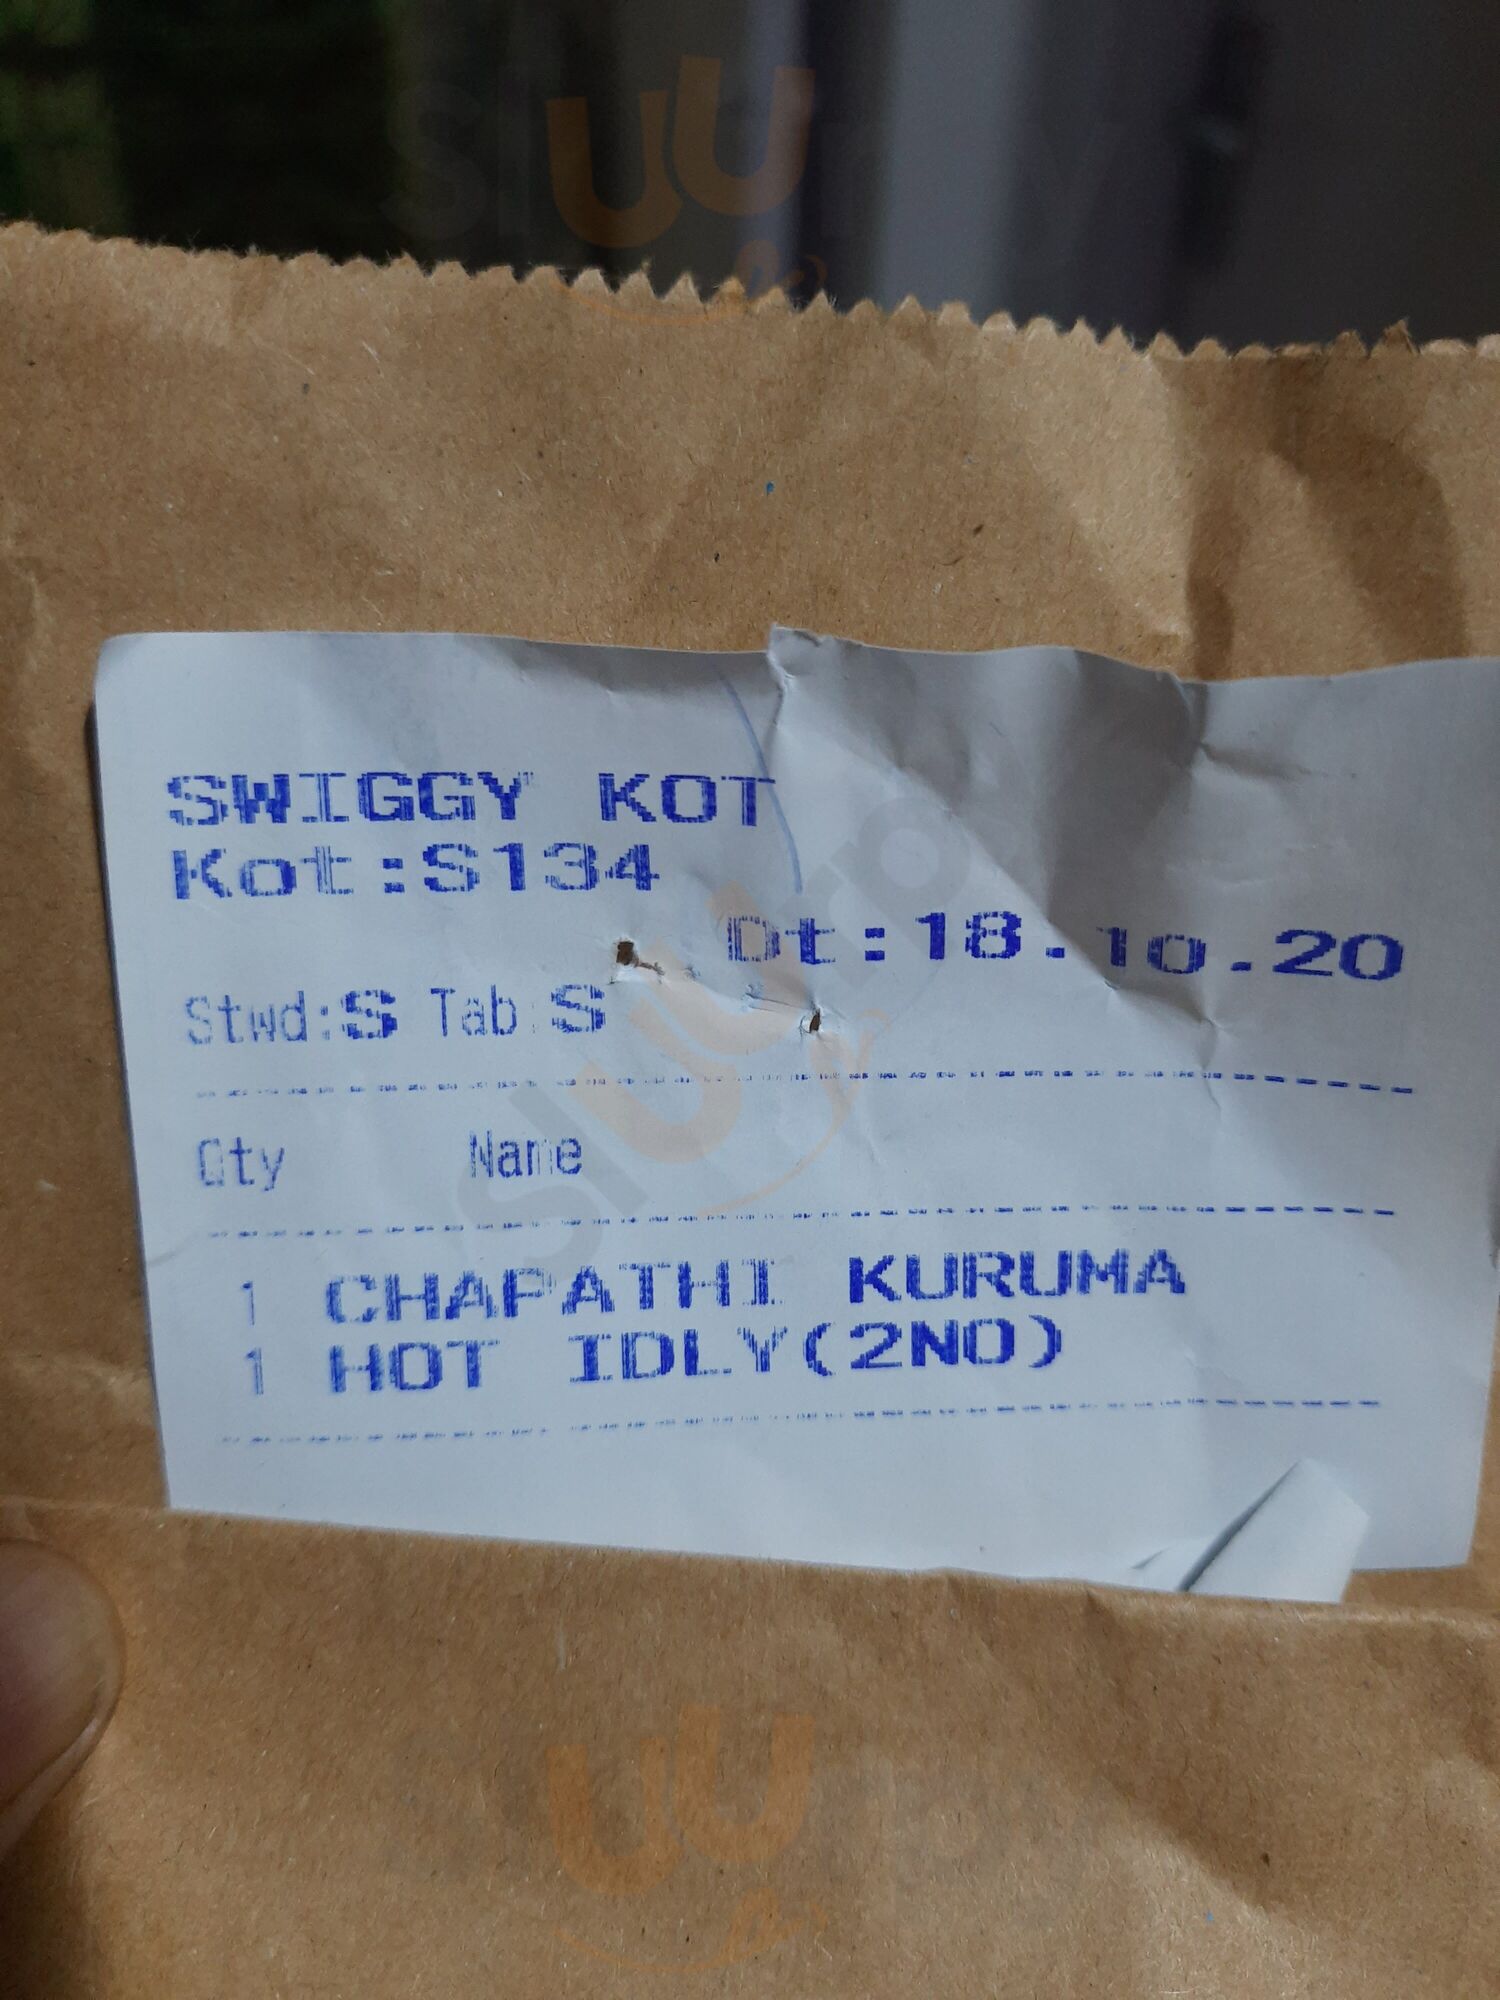 SWIGGY KOT
Kot:S134
Dt:18.10.20
Stwd:S Tab:S
Qty Name
1 CHAPATHI KURUMA
1 HOT IDLY(2NO)